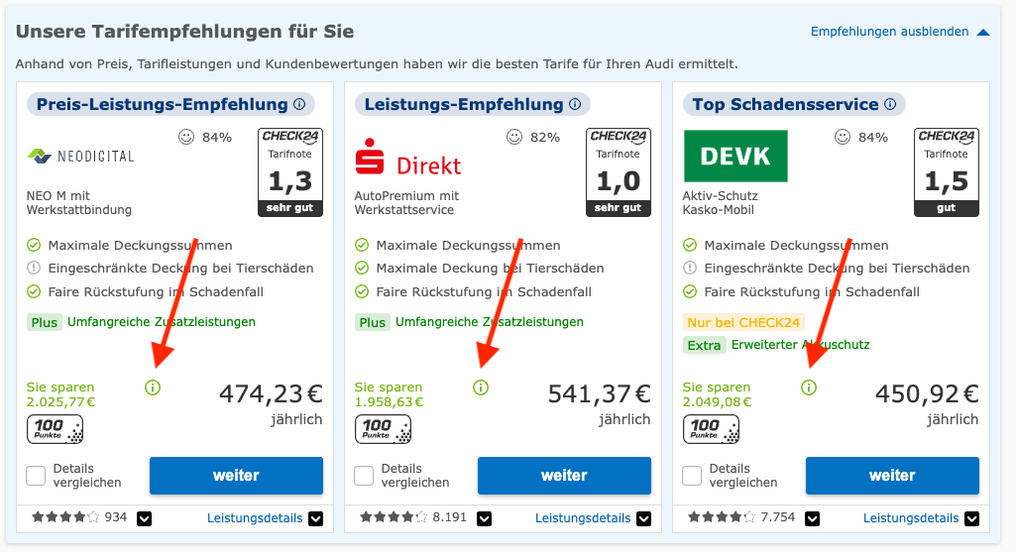 Unsere Tarifempfehlungen für Sie
Empfehlungen ausblenden
Anhand von Preis, Tarifleistungen und Kundenbewertungen haben wir die besten Tarife für Ihren Audi ermittelt.
Preis-Leistungs-Empfehlung
84%
CHECK24
Tarifnote
1,3
sehr gut
NEODIGITAL
NEO M mit
Werkstattbindung
Maximale Deckungssummen
Eingeschränkte Deckung bei Tierschäden
Faire Rückstufung im Schadenfall
Plus Umfangreiche Zusatzleistungen
Sie sparen
2.025,77 €
474,23 €
jährlich
100
Punkte
Details
vergleichen
weiter
934
Leistungsdetails
Leistungs-Empfehlung
82%
CHECK24
Tarifnote
1,0
sehr gut
S Direkt
AutoPremium mit
Werkstattservice
Maximale Deckungssummen
Maximale Deckung bei Tierschäden
Faire Rückstufung im Schadenfall
Plus Umfangreiche Zusatzleistungen
Sie sparen
1.958,63 €
541,37 €
jährlich
100
Punkte
Details
vergleichen
weiter
8.191
Leistungsdetails
Top Schadensservice
84%
CHECK24
Tarifnote
1,5
gut
DEVK
Aktiv-Schutz
Kasko-Mobil
Maximale Deckungssummen
Eingeschränkte Deckung bei Tierschäden
Faire Rückstufung im Schadenfall
Nur bei CHECK24
Extra Erweiterter Akkuschutz
Sie sparen
2.049,08 €
450,92 €
jährlich
100
Punkte
Details
vergleichen
weiter
7.754
Leistungsdetails